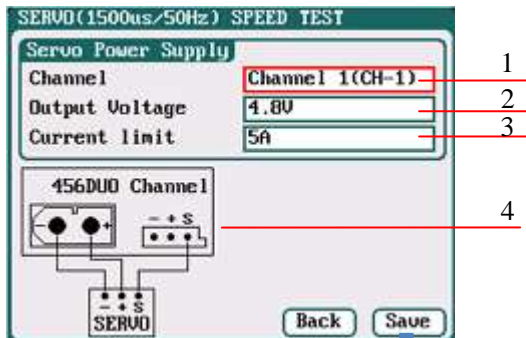 SERVO(1500us/50Hz) SPEED TEST
Servo Power Supply
Channel Channel 1(CH-1) 1
Output Voltage 4.8V 2
Current limit 5A 3
456DUO Channel
- + - + S 4
- + S
SERVO
Back Save